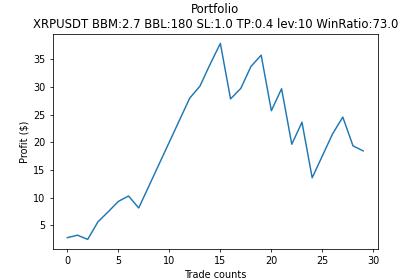 Portfolio
XRPUSDT BBM:2.7 BBL:180 SL:1.0 TP:0.4 lev:10 WinRatio:73.0
Profit ($)
35
30
25
20
15
10
5
0 5 10 15 20 25 30
Trade counts